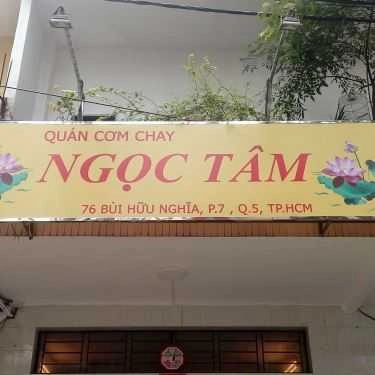 QUÁN CƠM CHAY
NGỌC TÂM
76 BÙI HỮU NGHĨA, P.7 , Q.5, TP.HCM